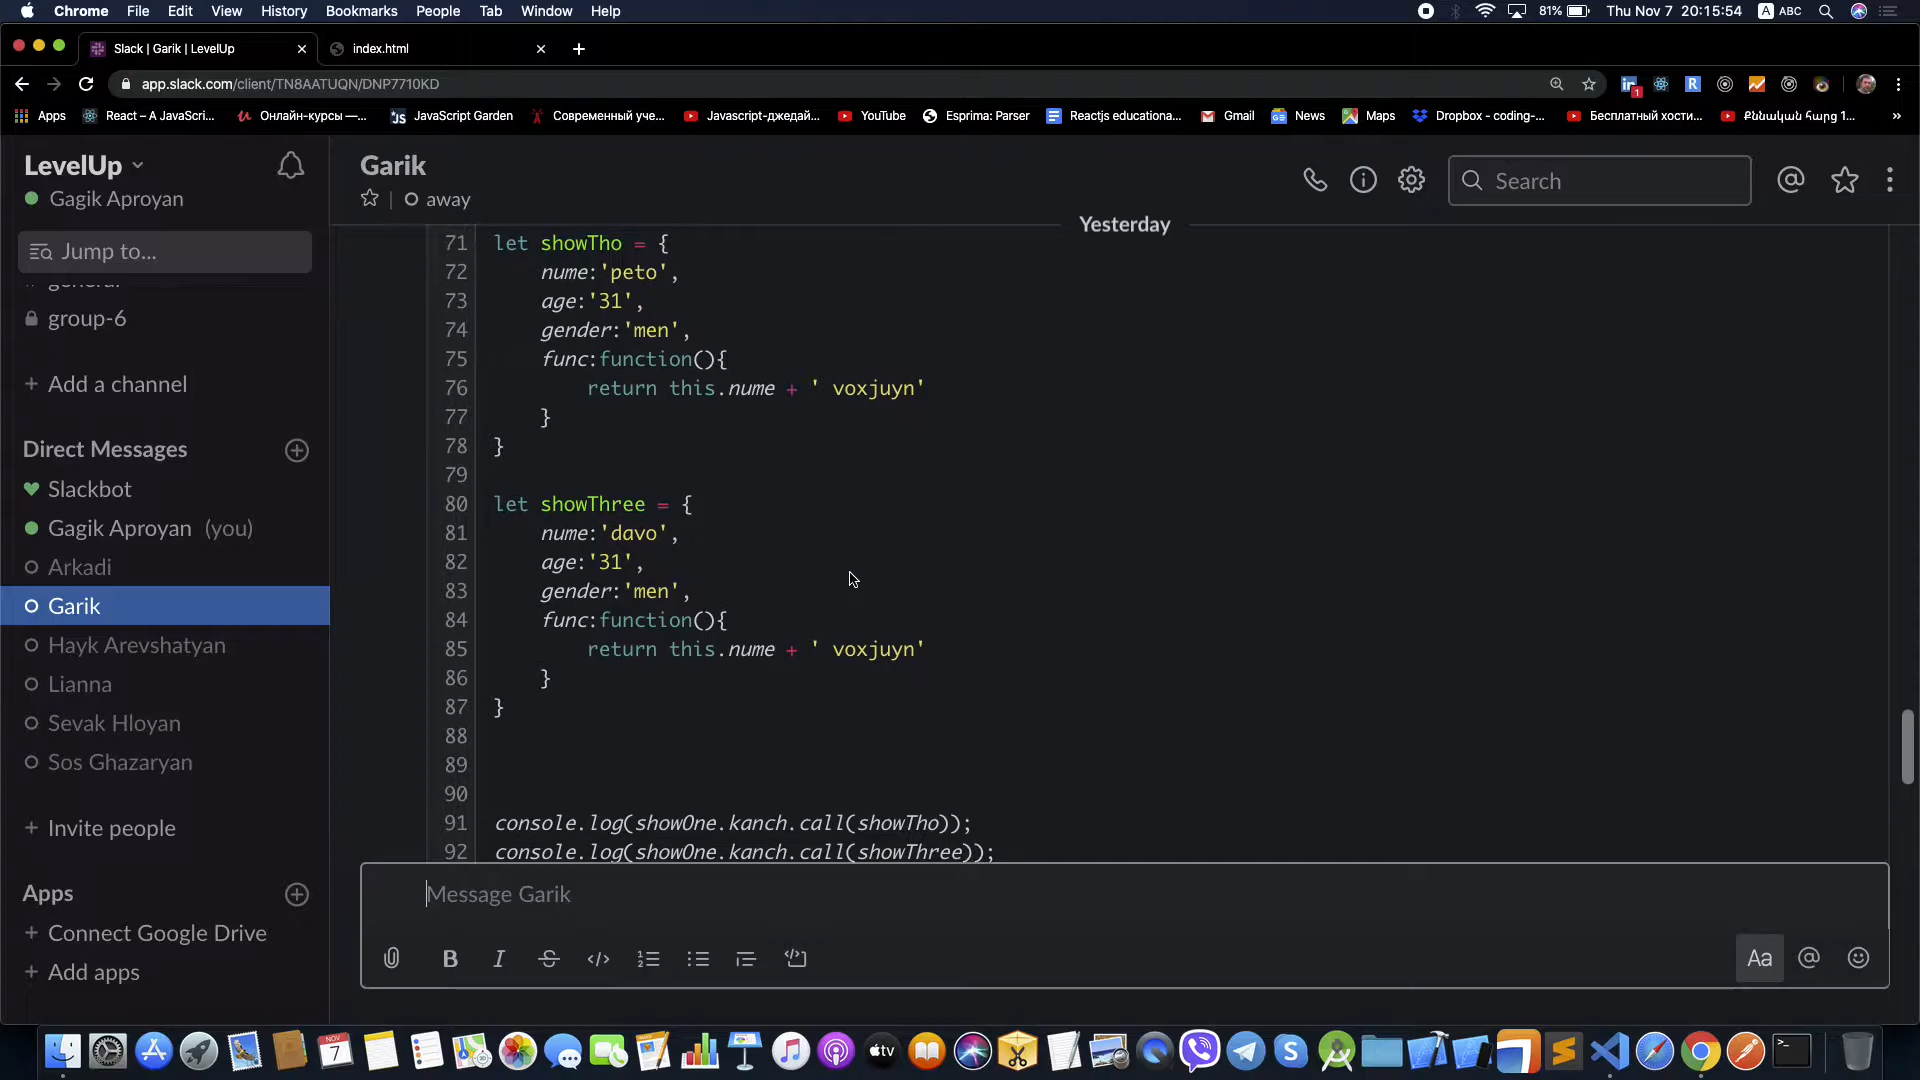 Chrome File Edit View History Bookmarks People Tab Window Help 81% Thu Nov 7 20:15:54 A ABC
Slack | Garik | LevelUp index.html
app.slack.com/client/TN8AATUQN/DNP7710KD 1
Apps React – A JavaScri... Онлайн-курсы —... JavaScript Garden Современный уче... Javascript-джедай... YouTube Esprima: Parser Reactjs educationa... Gmail News Maps Dropbox - coding-... Бесплатный хости... Քննական հարց 1... »
LevelUp
Gagik Aproyan
Jump to...
general
group-6
+ Add a channel
Direct Messages
Slackbot
Gagik Aproyan (you)
Arkadi
Garik
Hayk Arevshatyan
Lianna
Sevak Hloyan
Sos Ghazaryan
+ Invite people
Apps
+ Connect Google Drive
+ Add apps
Garik
away
Search
Yesterday
71 let showTho = {
72 nume:'peto',
73 age:'31',
74 gender:'men',
75 func:function(){
76 return this.nume + ' voxjuyn'
77 }
78 }
79
80 let showThree = {
81 nume:'davo',
82 age:'31',
83 gender:'men',
84 func:function(){
85 return this.nume + ' voxjuyn'
86 }
87 }
88
89
90
91 console.log(showOne.kanch.call(showTho));
92 console.log(showOne.kanch.call(showThree));
Message Garik
B I S Aa @
NOV 7 tv